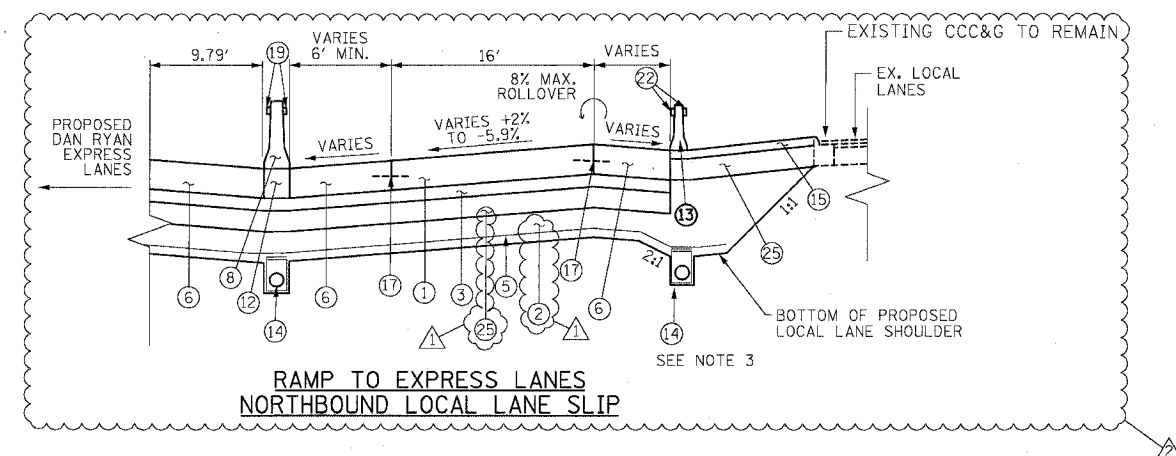 9.79'
19
VARIES
6' MIN.
16'
VARIES
8% MAX.
ROLLOVER
22
EXISTING CCC&G TO REMAIN
EX. LOCAL
LANES
PROPOSED
DAN RYAN
EXPRESS
LANES
VARIES
VARIES +2%
TO -5.9%
VARIES
13
15
1:1
25
2:1
6
8
12
14
6
17
1
3
25
5
2
17
6
14
1
1
BOTTOM OF PROPOSED
LOCAL LANE SHOULDER
SEE NOTE 3
RAMP TO EXPRESS LANES
NORTHBOUND LOCAL LANE SLIP
2